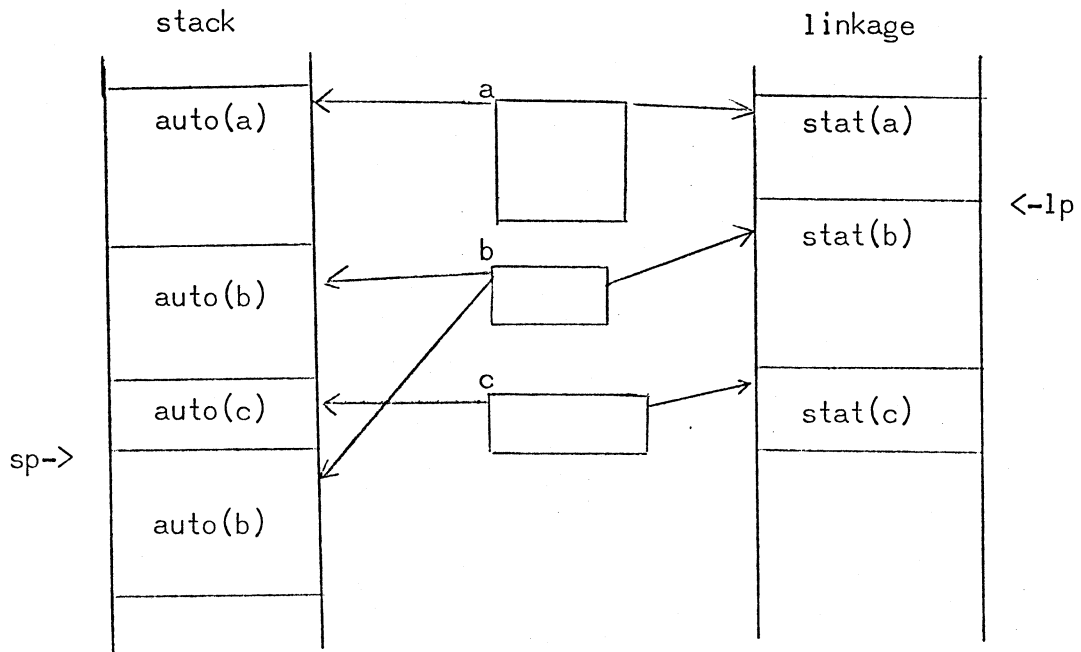 stack
linkage
a
auto(a)
stat(a)
<-lp
stat(b)
b
auto(b)
c
auto(c)
stat(c)
sp->
auto(b)